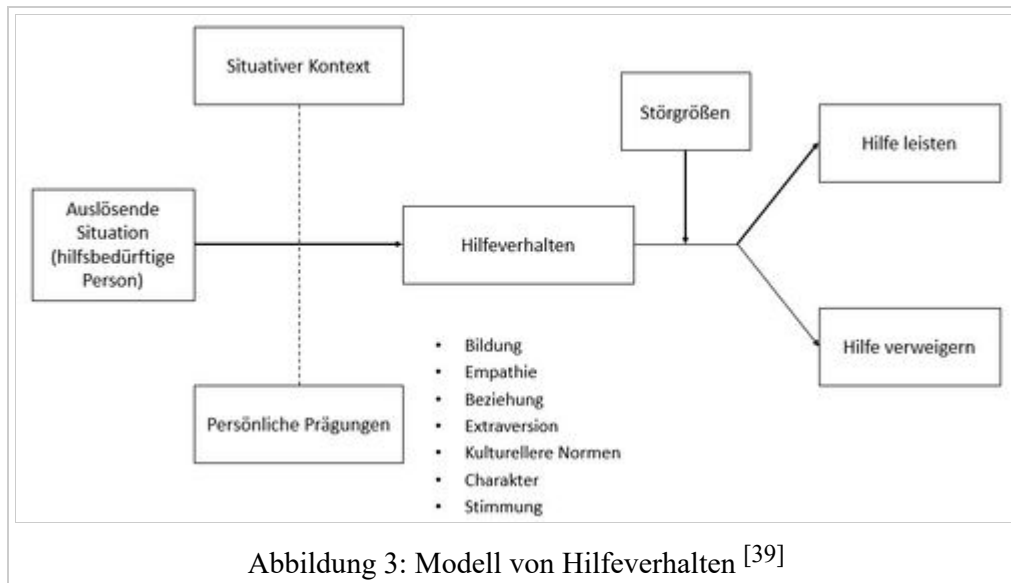 Situativer Kontext
Störgrößen
Hilfe leisten
Auslösende
Situation
(hilfsbedürftige
Person)
Hilfeverhalten
Hilfe verweigern
Persönliche Prägungen
• Bildung
• Empathie
• Beziehung
• Extraversion
• Kulturellere Normen
• Charakter
• Stimmung
Abbildung 3: Modell von Hilfeverhalten [39]